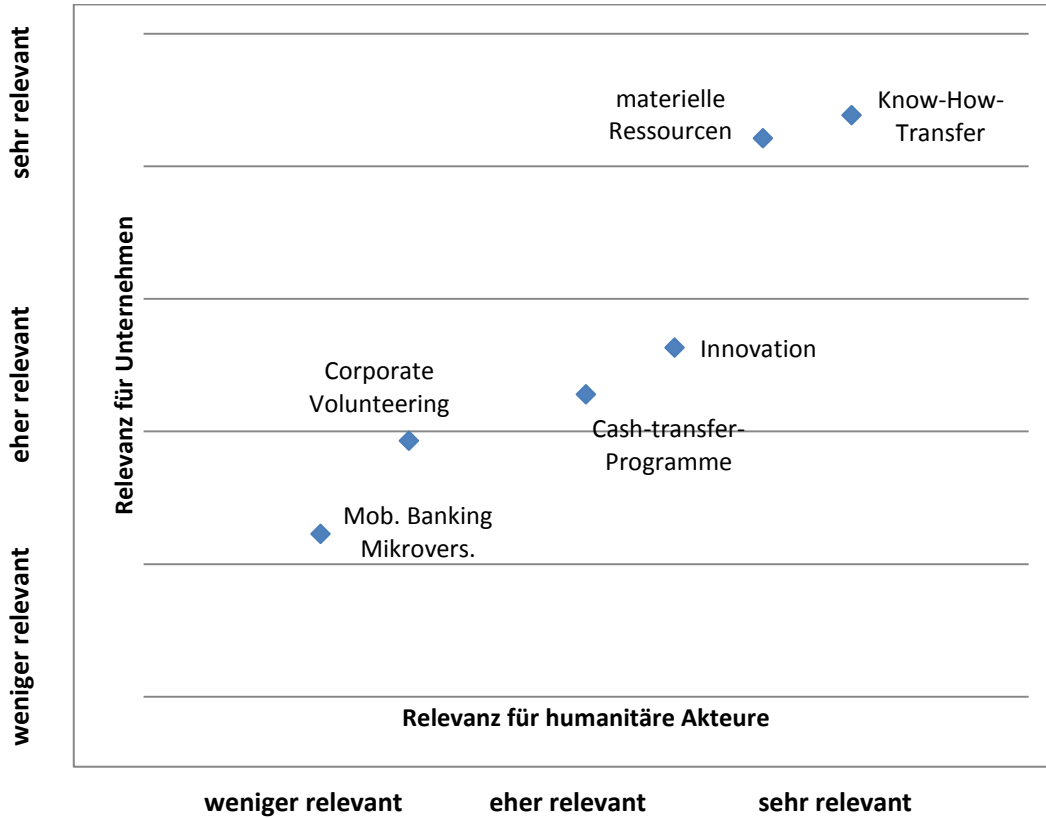 sehr relevant
eher relevant
weniger relevant
Relevanz für Unternehmen
materielle
Ressourcen
Know-How-
Transfer
Innovation
Corporate
Volunteering
Cash-transfer-
Programme
Mob. Banking
Mikrovers.
Relevanz für humanitäre Akteure
weniger relevant
eher relevant
sehr relevant